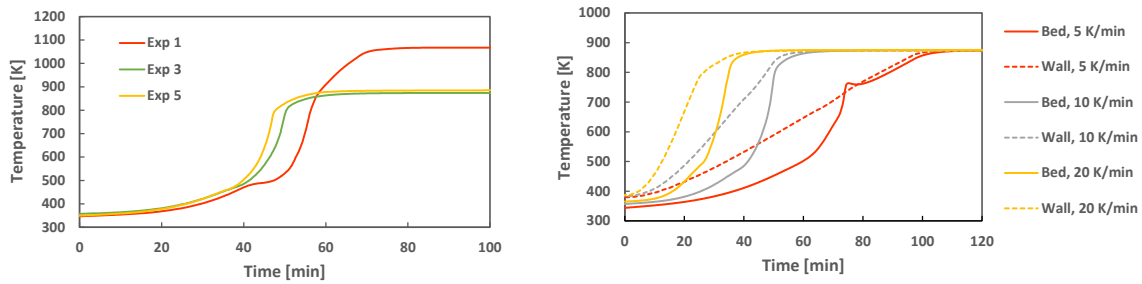 1200
1100
1000
900
800
700
600
500
400
300
Temperature [K]
Exp 1
Exp 3
Exp 5
0
20
40
60
80
100
Time [min]
1000
900
800
700
600
500
400
300
Temperature [K]
0
20
40
60
80
100
120
Time [min]
Bed, 5 K/min
Wall, 5 K/min
Bed, 10 K/min
Wall, 10 K/min
Bed, 20 K/min
Wall, 20 K/min